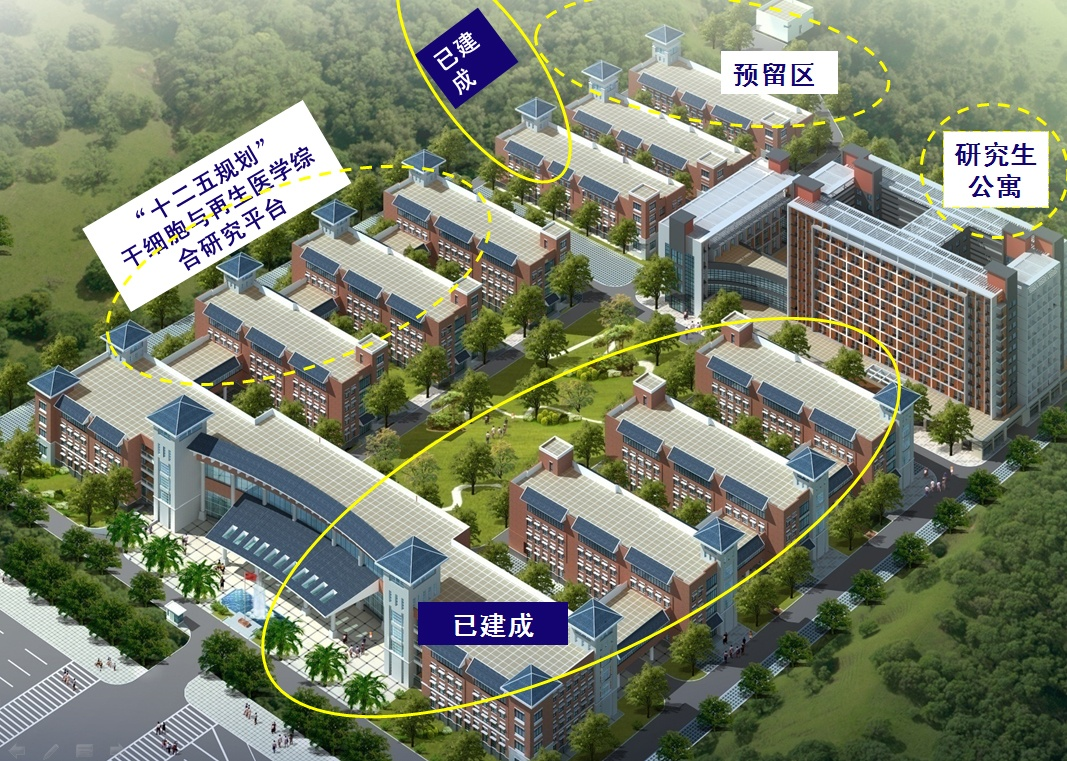 已建
成
预留区
“十二五规划”
干细胞与再生医学综
合研究平台
研究生
公寓
已建成